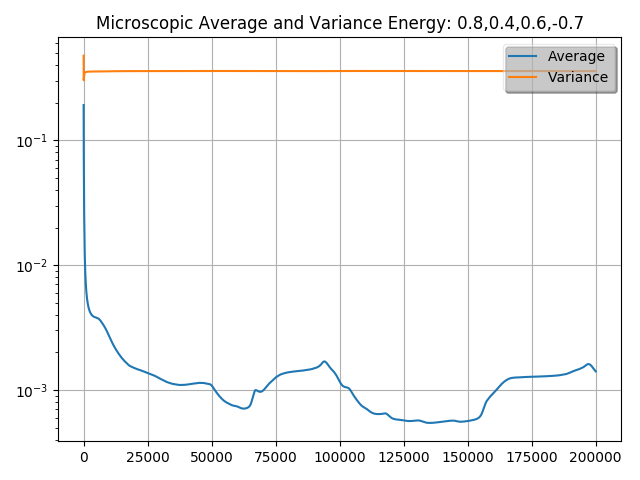 Microscopic Average and Variance Energy: 0.8,0.4,0.6,-0.7
Average
Variance
10⁻¹
10⁻²
10⁻³
0 25000 50000 75000 100000 125000 150000 175000 200000